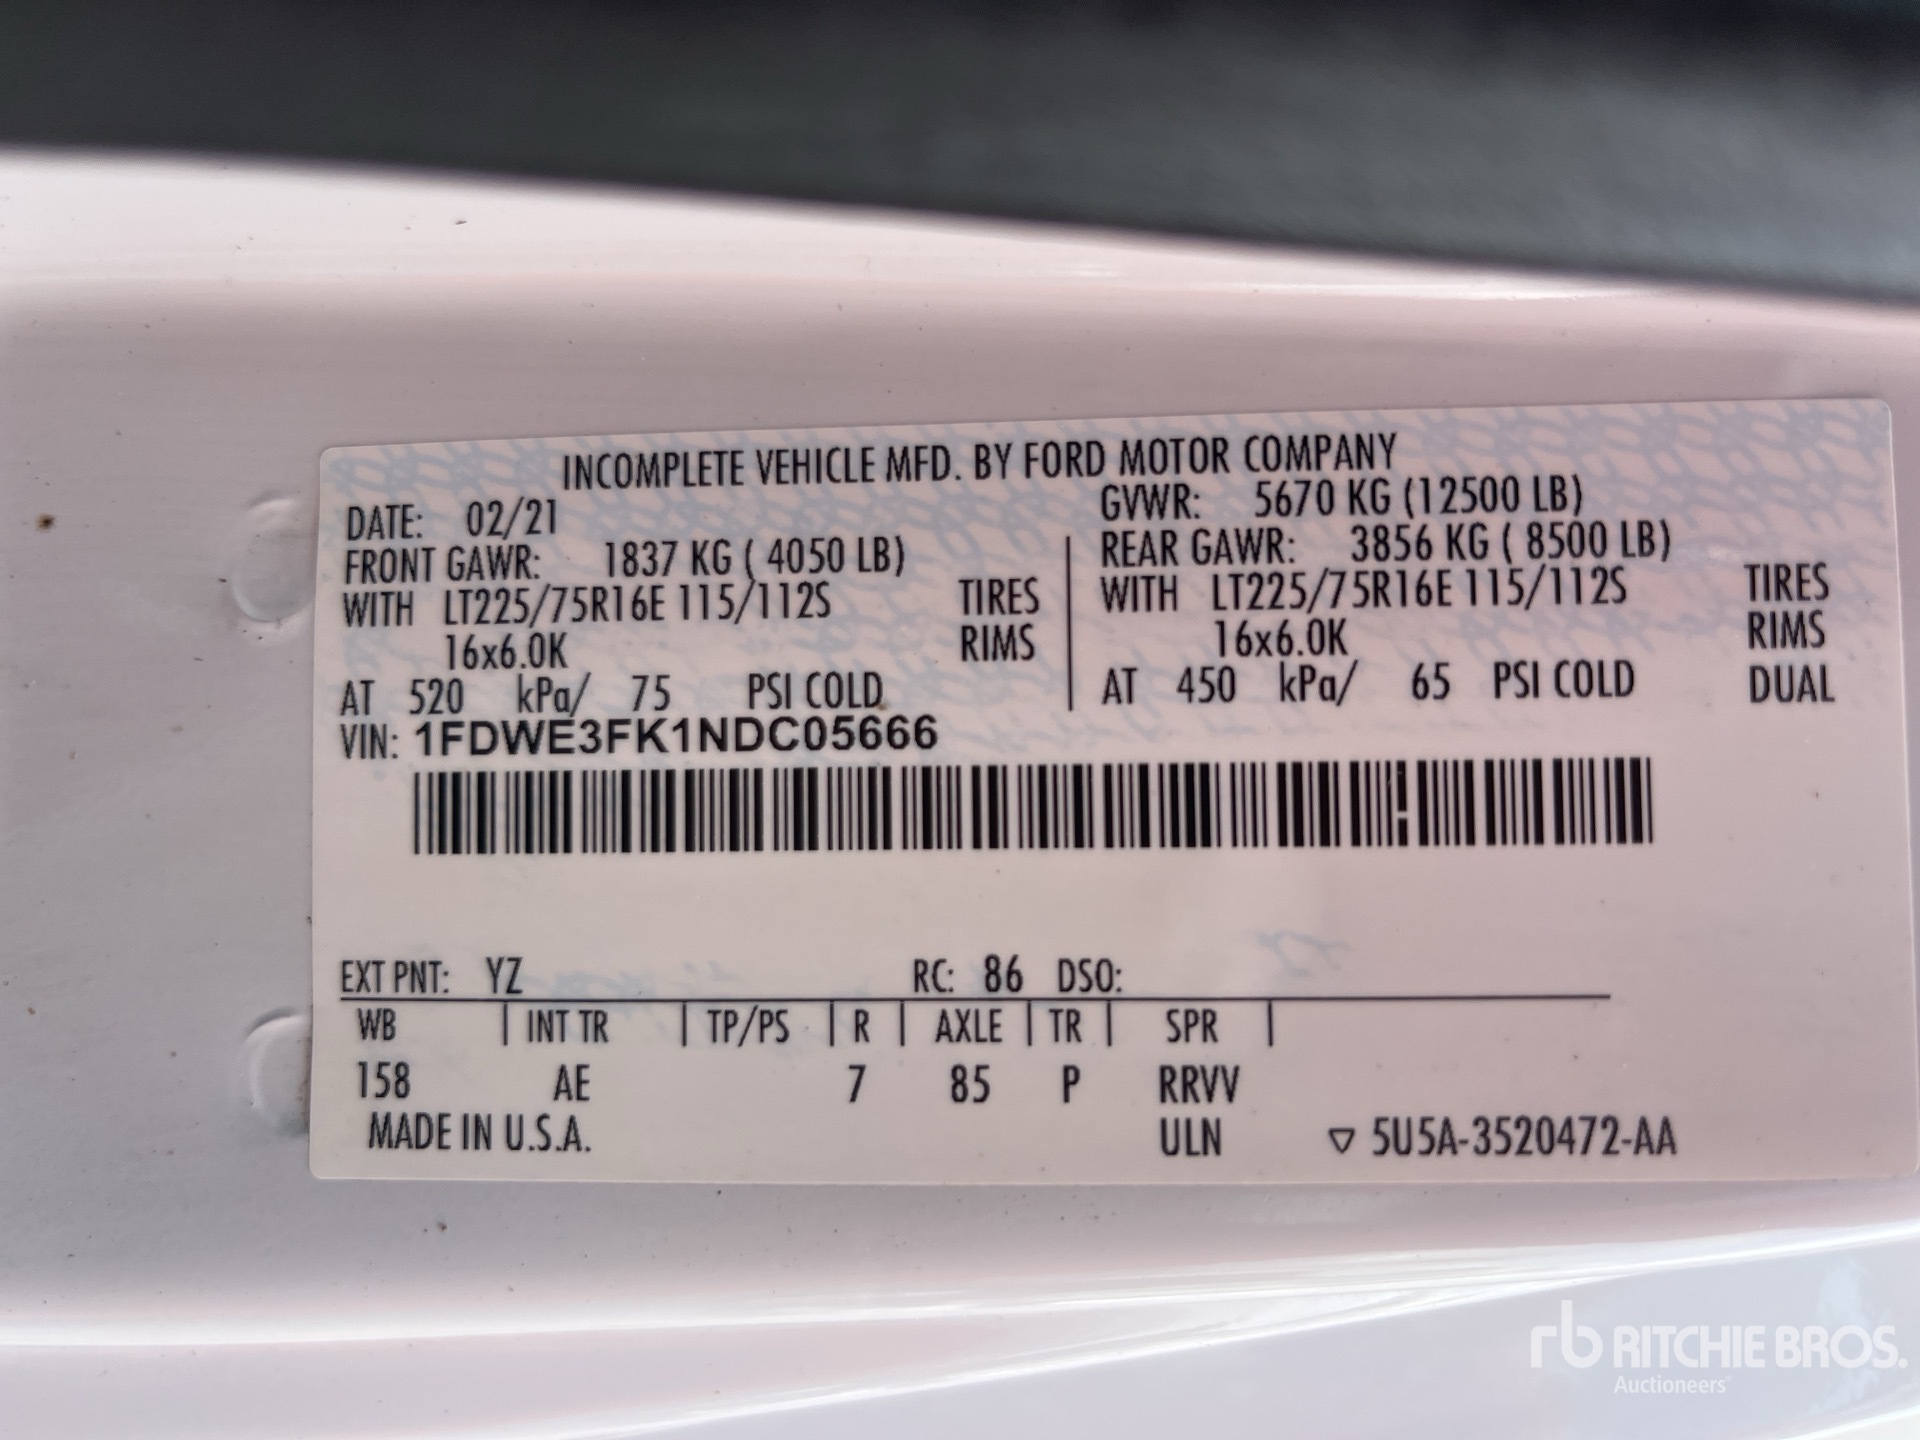 INCOMPLETE VEHICLE MFD. BY FORD MOTOR COMPANY
DATE: 02/21 GVWR: 5670 KG (12500 LB)
FRONT GAWR: 1837 KG ( 4050 LB) REAR GAWR: 3856 KG ( 8500 LB)
WITH LT225/75R16E 115/112S TIRES WITH LT225/75R16E 115/112S TIRES
16x6.0K RIMS 16x6.0K RIMS
AT 520 kPa/ 75 PSI COLD AT 450 kPa/ 65 PSI COLD DUAL
VIN: 1FDWE3FK1NDC05666
EXT PNT: YZ RC: 86 DSO:
WB | INT TR | TP/PS | R | AXLE | TR | SPR |
158 AE 7 85 P RRVV
MADE IN U.S.A. ULN ▽ 5U5A-3520472-AA
rb RITCHIE BROS.
Auctioneers